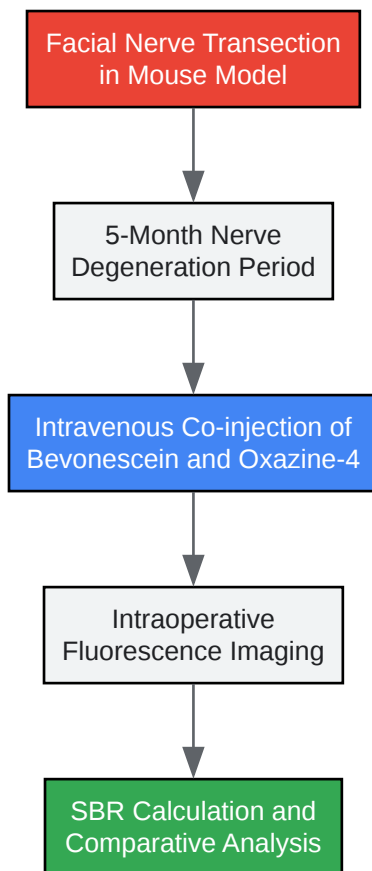 Facial Nerve Transection
in Mouse Model
5-Month Nerve
Degeneration Period
Intravenous Co-injection of
Bevonescein and Oxazine-4
Intraoperative
Fluorescence Imaging
SBR Calculation and
Comparative Analysis